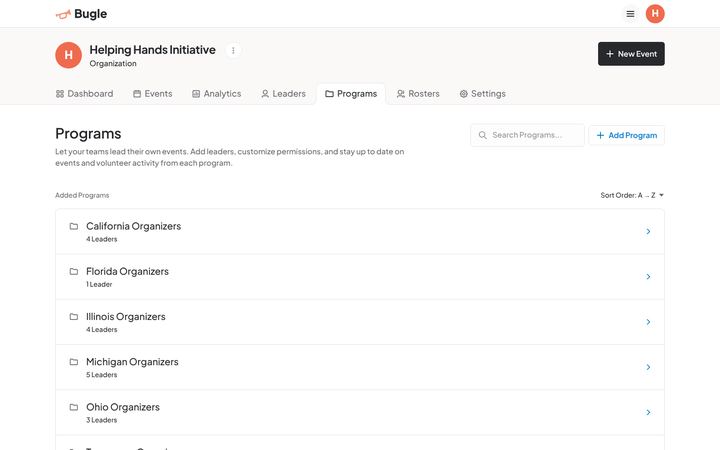 Bugle
H
H
Helping Hands Initiative
Organization
New Event
Dashboard
Events
Analytics
Leaders
Programs
Rosters
Settings
Programs
Let your teams lead their own events. Add leaders, customize permissions, and stay up to date on
events and volunteer activity from each program.
Search Programs...
Add Program
Added Programs
Sort Order: A → Z
California Organizers
4 Leaders
Florida Organizers
1 Leader
Illinois Organizers
4 Leaders
Michigan Organizers
5 Leaders
Ohio Organizers
3 Leaders